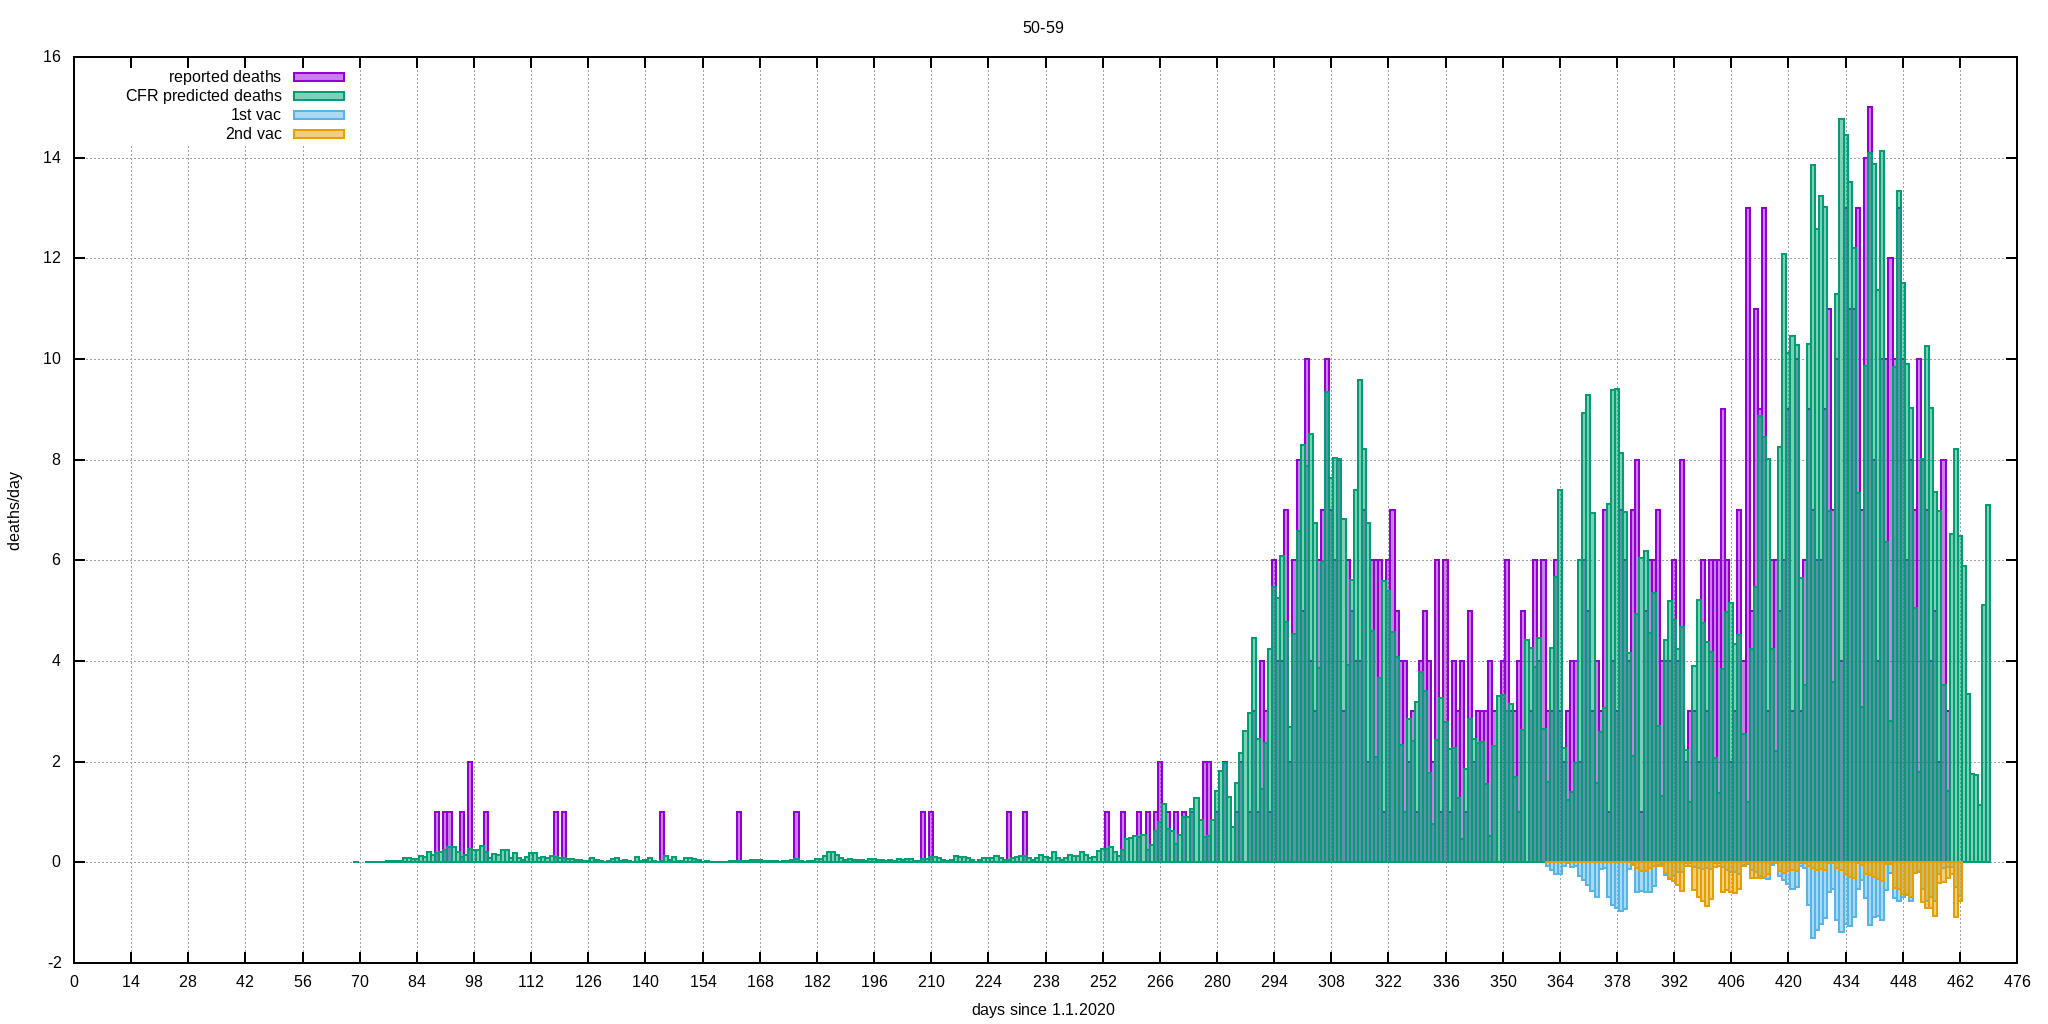 50-59
reported deaths
CFR predicted deaths
1st vac
2nd vac
16
14
12
10
8
6
4
2
0
-2
deaths/day
0 14 28 42 56 70 84 98 112 126 140 154 168 182 196 210 224 238 252 266 280 294 308 322 336 350 364 378 392 406 420 434 448 462 476
days since 1.1.2020